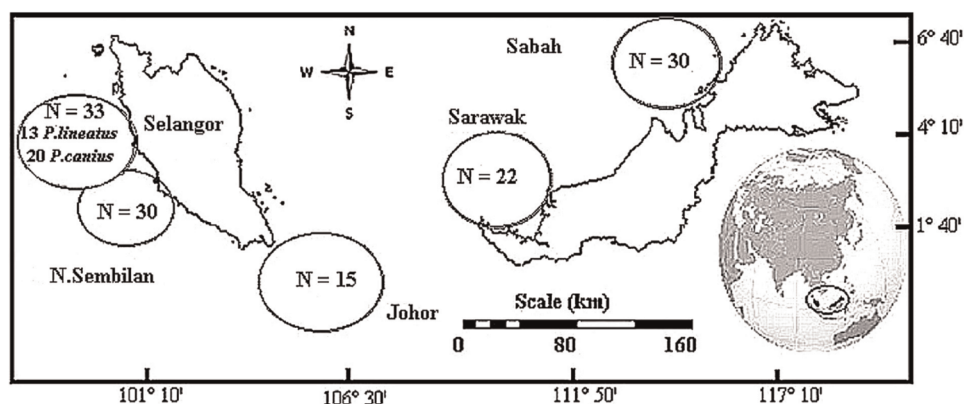 N
W E
S
Sabah
6° 40'
N = 30
N = 33
13 P.lineatus
20 P.canius
Selangor
Sarawak
4° 10'
N = 22
N = 30
1° 40'
N.Sembilan
N = 15
Johor
Scale (km)
0 80 160
101° 10' 106° 30' 111° 50' 117° 10'